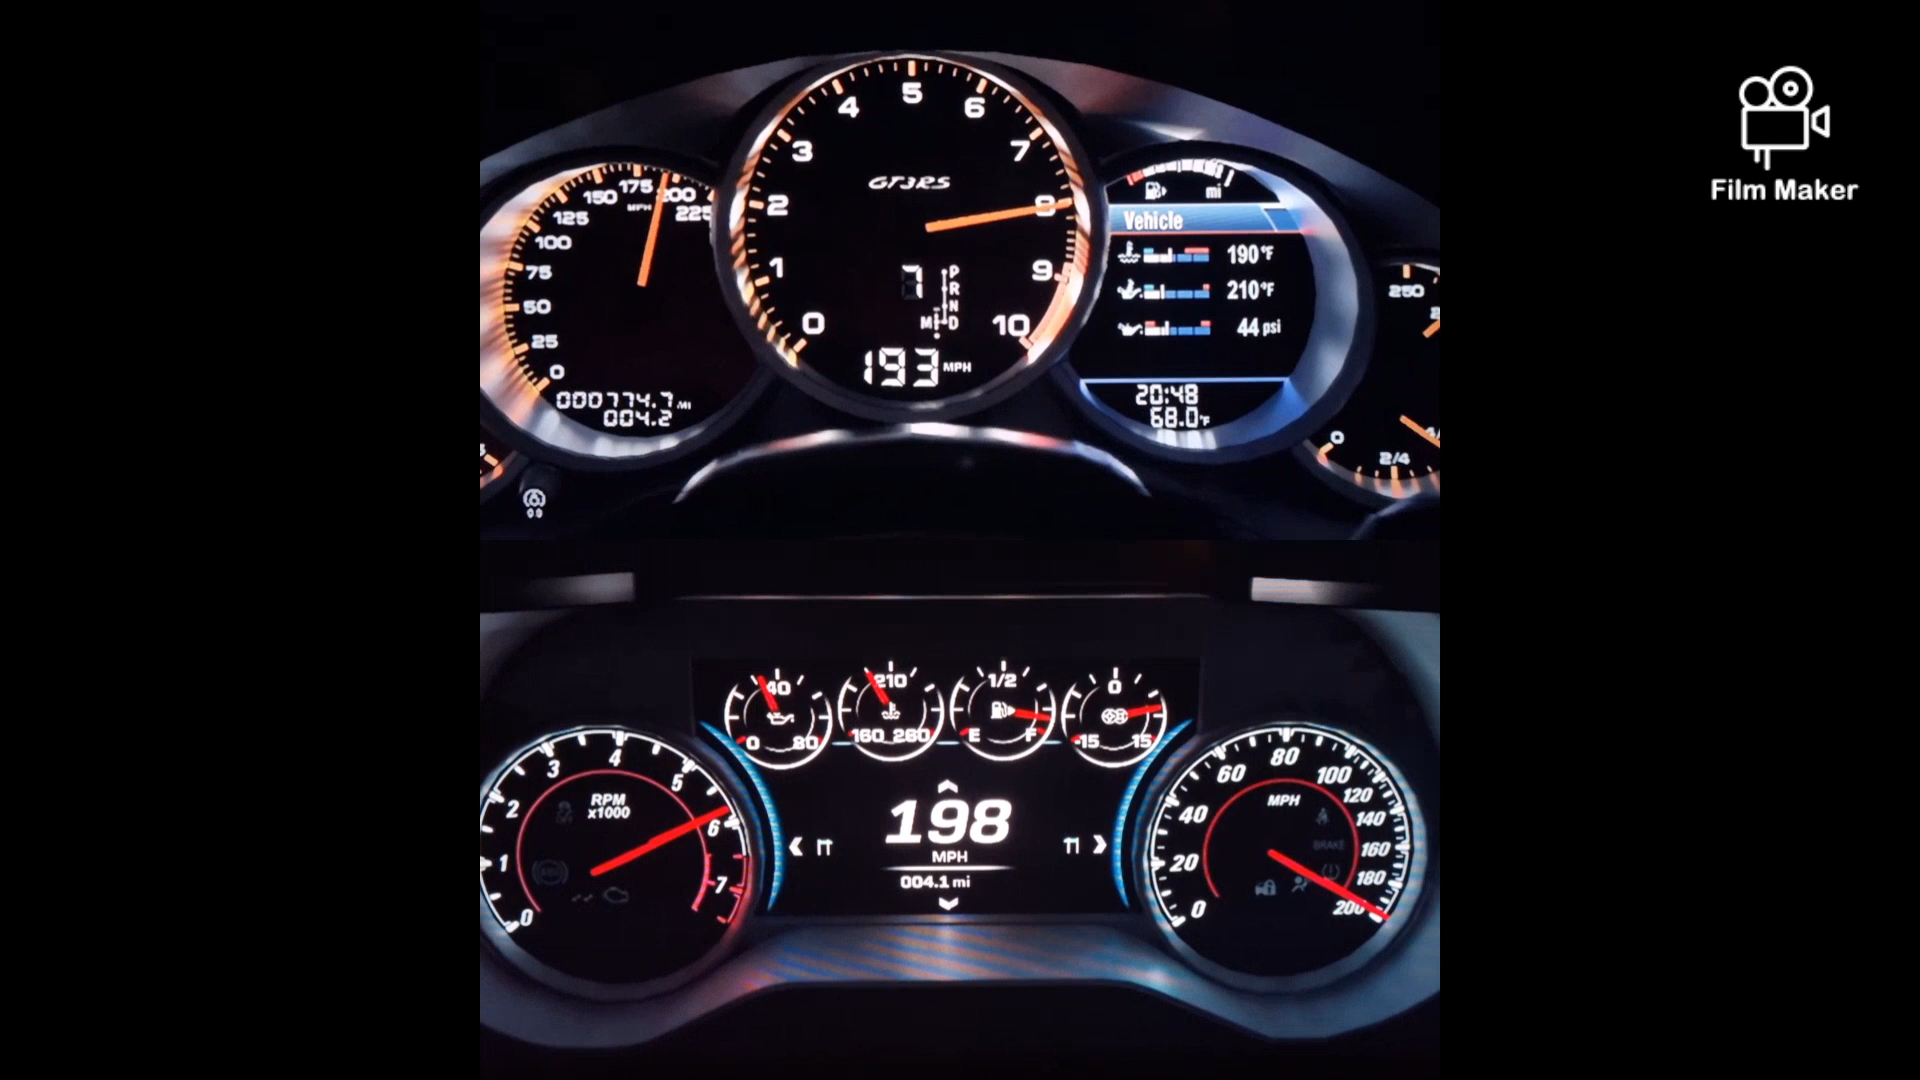 Film Maker
4 5 6
3 7
2 8
1 9
0 10
GT3RS
7
P
R
N
M D
193 MPH
150 175 200
MPH
125 225
100
75
50
25
0
000774.7 MI
004.2
mi
Vehicle
190°F
210°F
44 psi
20:48
68.0°F
250
0
2/4
40
0 80
210
160 260
1/2
E F
0
-15 15
3 4 5
2 6
1 7
0
RPM
x1000
198
MPH
004.1 mi
60 80 100
40 120
140
20 160
180
0 200
MPH
BRAKE